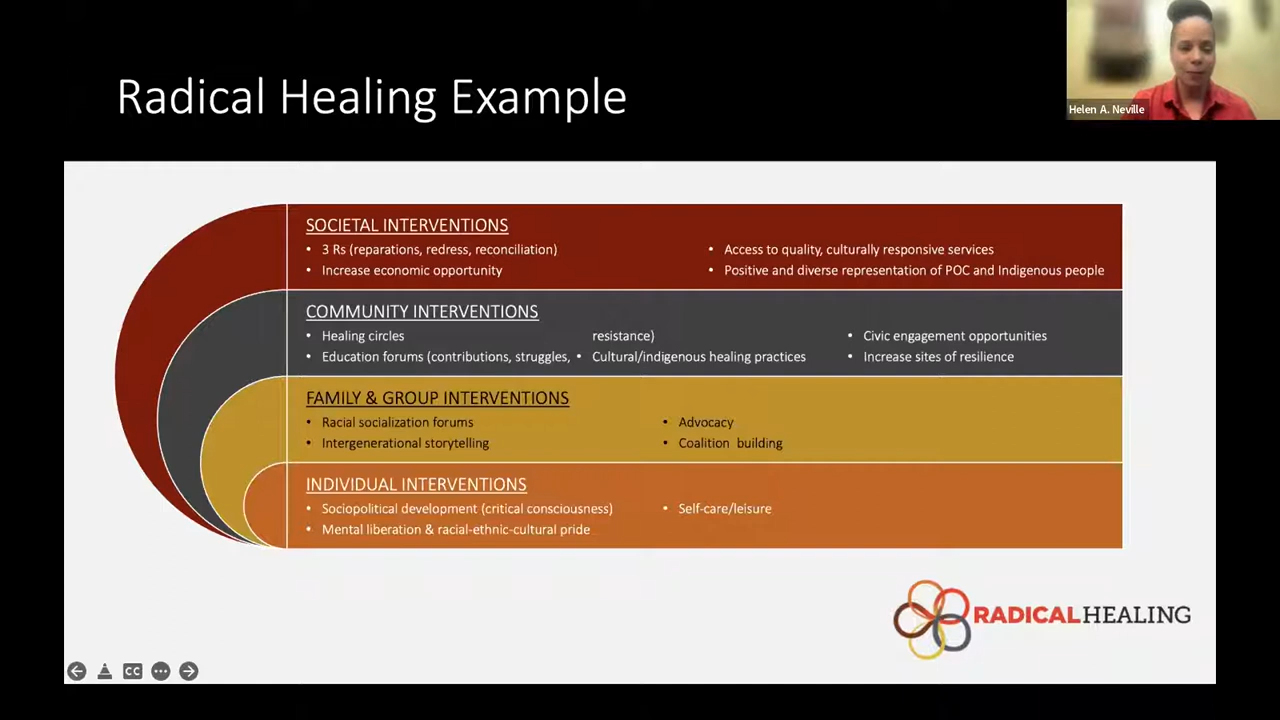 Radical Healing Example
Helen A. Neville
SOCIETAL INTERVENTIONS
• 3 Rs (reparations, redress, reconciliation)
• Increase economic opportunity
• Access to quality, culturally responsive services
• Positive and diverse representation of POC and Indigenous people
COMMUNITY INTERVENTIONS
• Healing circles
• Education forums (contributions, struggles,
resistance)
• Cultural/indigenous healing practices
• Civic engagement opportunities
• Increase sites of resilience
FAMILY & GROUP INTERVENTIONS
• Racial socialization forums
• Intergenerational storytelling
• Advocacy
• Coalition building
INDIVIDUAL INTERVENTIONS
• Sociopolitical development (critical consciousness)
• Mental liberation & racial-ethnic-cultural pride
• Self-care/leisure
RADICALHEALING
CC